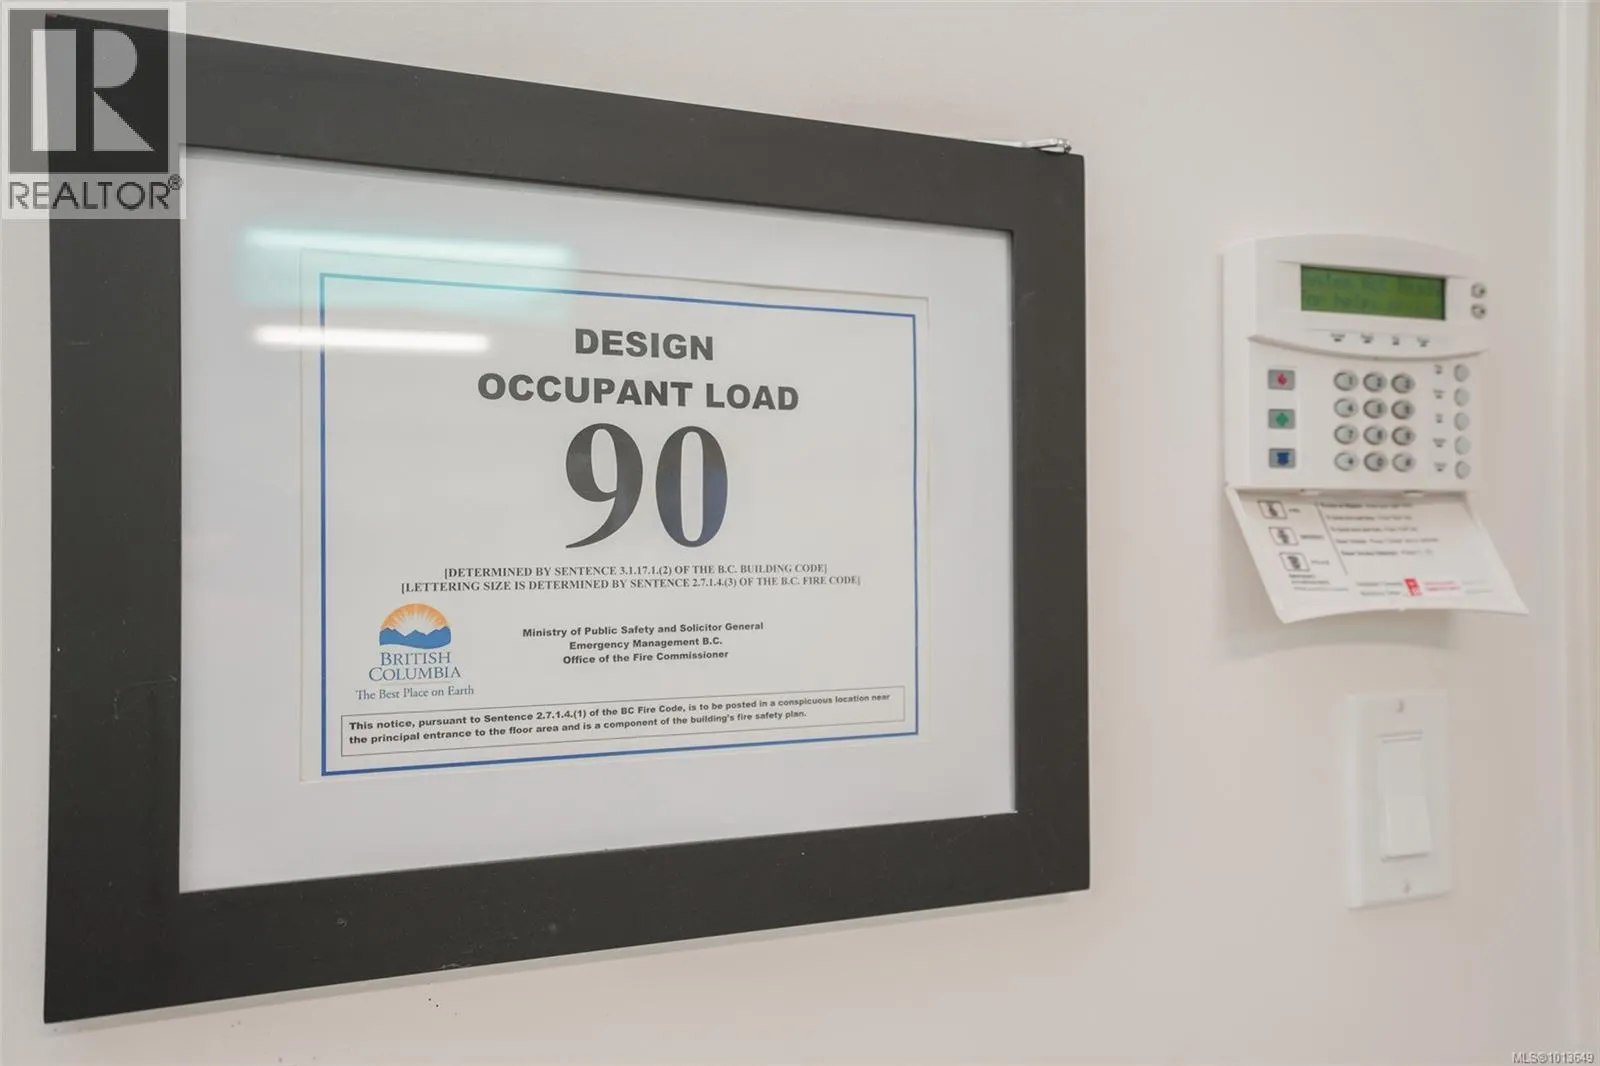 REALTOR®
DESIGN
OCCUPANT LOAD
90
[DETERMINED BY SENTENCE 3.1.17.1.(2) OF THE B.C. BUILDING CODE]
[LETTERING SIZE IS DETERMINED BY SENTENCE 2.7.1.4.(3) OF THE B.C. FIRE CODE]
Ministry of Public Safety and Solicitor General
Emergency Management B.C.
Office of the Fire Commissioner
BRITISH
COLUMBIA
The Best Place on Earth
This notice, pursuant to Sentence 2.7.1.4.(1) of the BC Fire Code, is to be posted in a conspicuous location near
the principal entrance to the floor area and is a component of the building's fire safety plan.
MLS®1013649